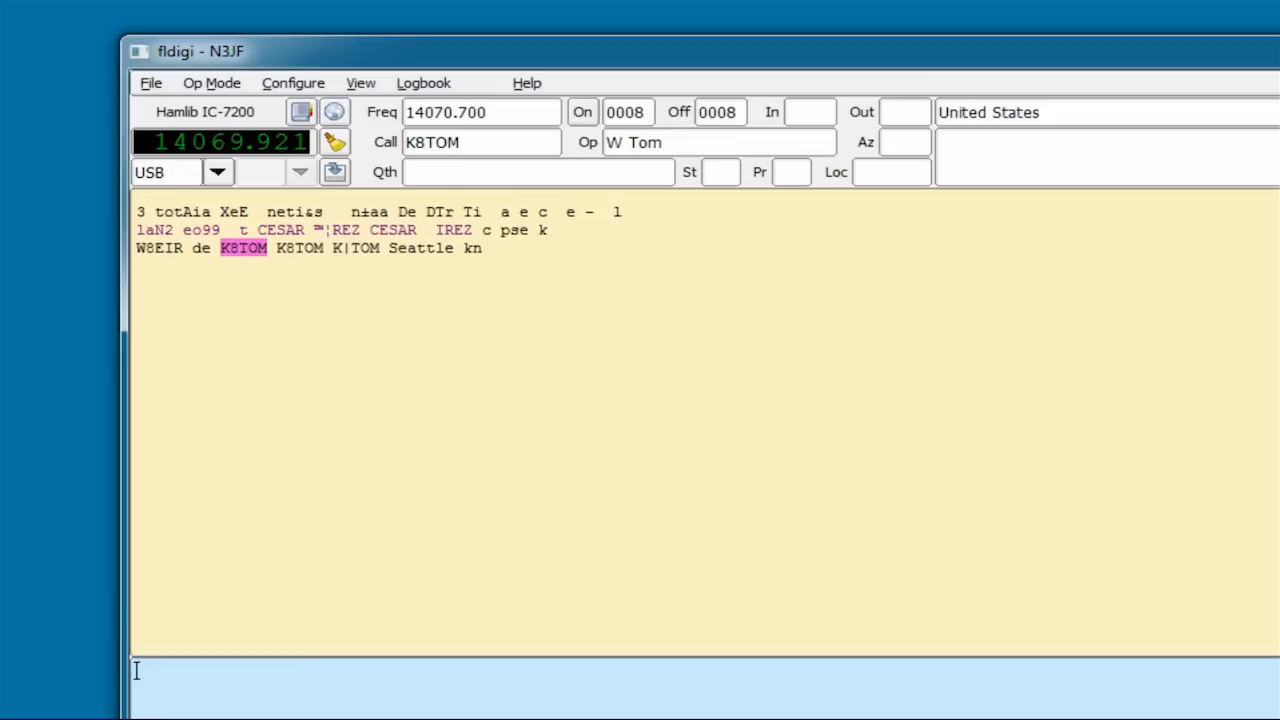 fldigi - N3JF
File Op Mode Configure View Logbook Help
Hamlib IC-7200 Freq 14070.700 On 0008 Off 0008 In Out United States
14069.921 Call K8TOM Op W Tom Az
USB Qth St Pr Loc
3 totAia XeE neti&s n±aa De DTr Ti a e c e - l
laN2 eo99 t CESAR ™¦REZ CESAR IREZ c pse k
W8EIR de K8TOM K8TOM K|TOM Seattle kn